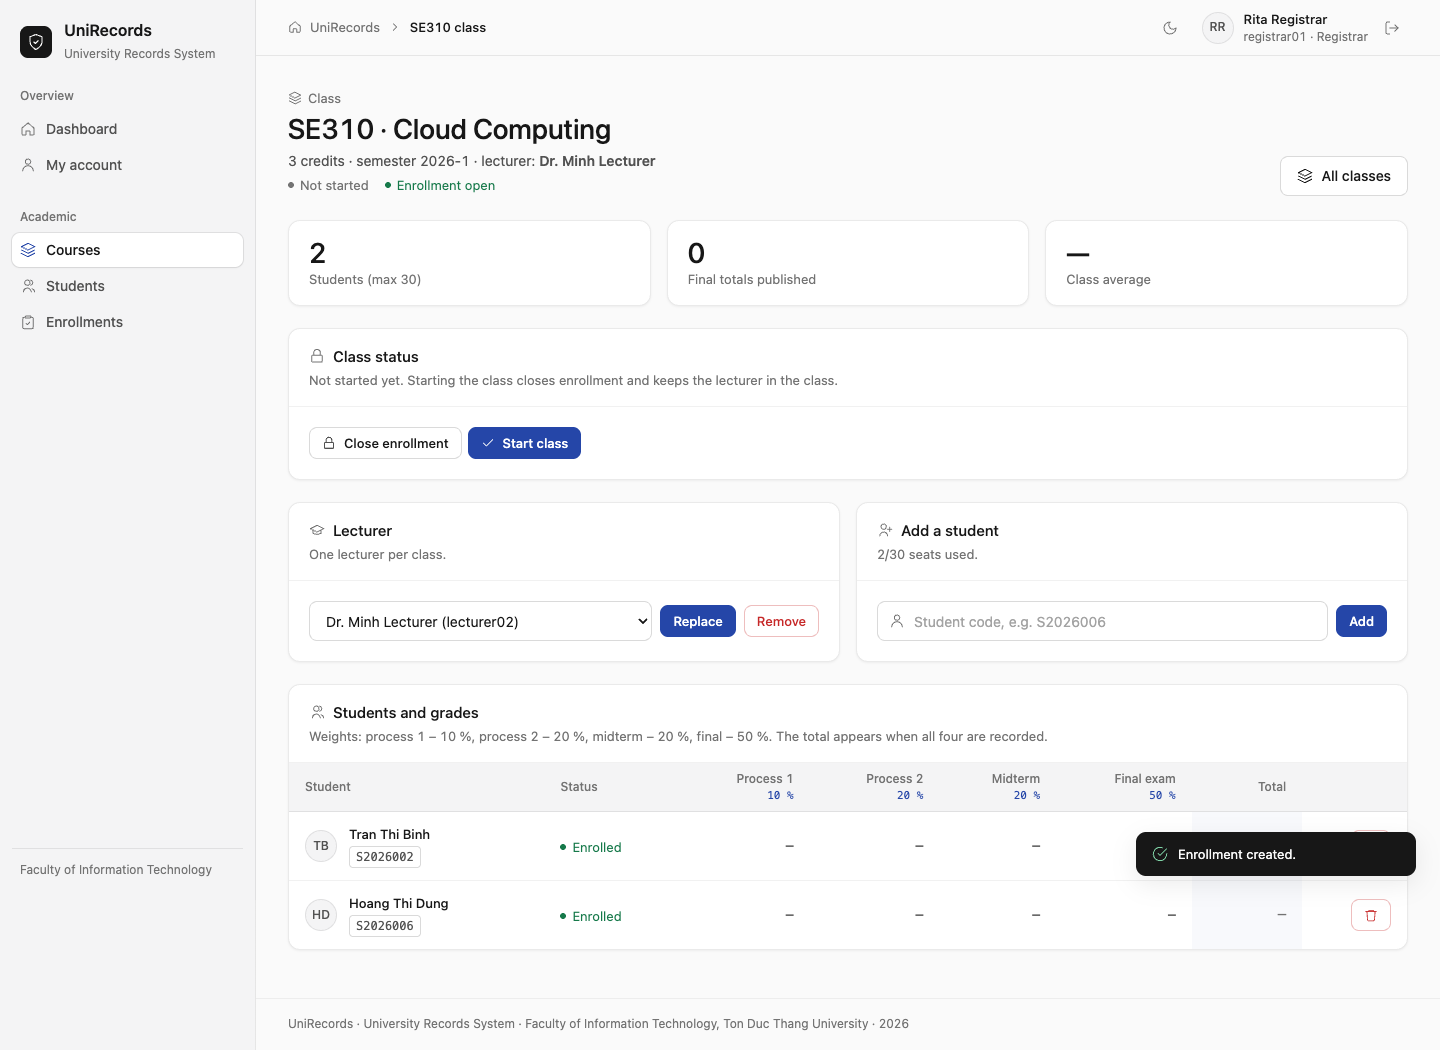 UniRecords
University Records System
Overview
Dashboard
My account
Academic
Courses
Students
Enrollments
Faculty of Information Technology
UniRecords > SE310 class
RR
Rita Registrar
registrar01 · Registrar
Class
SE310 · Cloud Computing
3 credits · semester 2026-1 · lecturer: Dr. Minh Lecturer
Not started
Enrollment open
All classes
2
Students (max 30)
0
Final totals published
—
Class average
Class status
Not started yet. Starting the class closes enrollment and keeps the lecturer in the class.
Close enrollment
Start class
Lecturer
One lecturer per class.
Dr. Minh Lecturer (lecturer02)
Replace
Remove
Add a student
2/30 seats used.
Student code, e.g. S2026006
Add
Students and grades
Weights: process 1 – 10 %, process 2 – 20 %, midterm – 20 %, final – 50 %. The total appears when all four are recorded.
Student
Status
Process 1
10 %
Process 2
20 %
Midterm
20 %
Final exam
50 %
Total
TB
Tran Thi Binh
S2026002
Enrolled
– – –
Enrollment created.
HD
Hoang Thi Dung
S2026006
Enrolled
– – – – –
UniRecords · University Records System · Faculty of Information Technology, Ton Duc Thang University · 2026